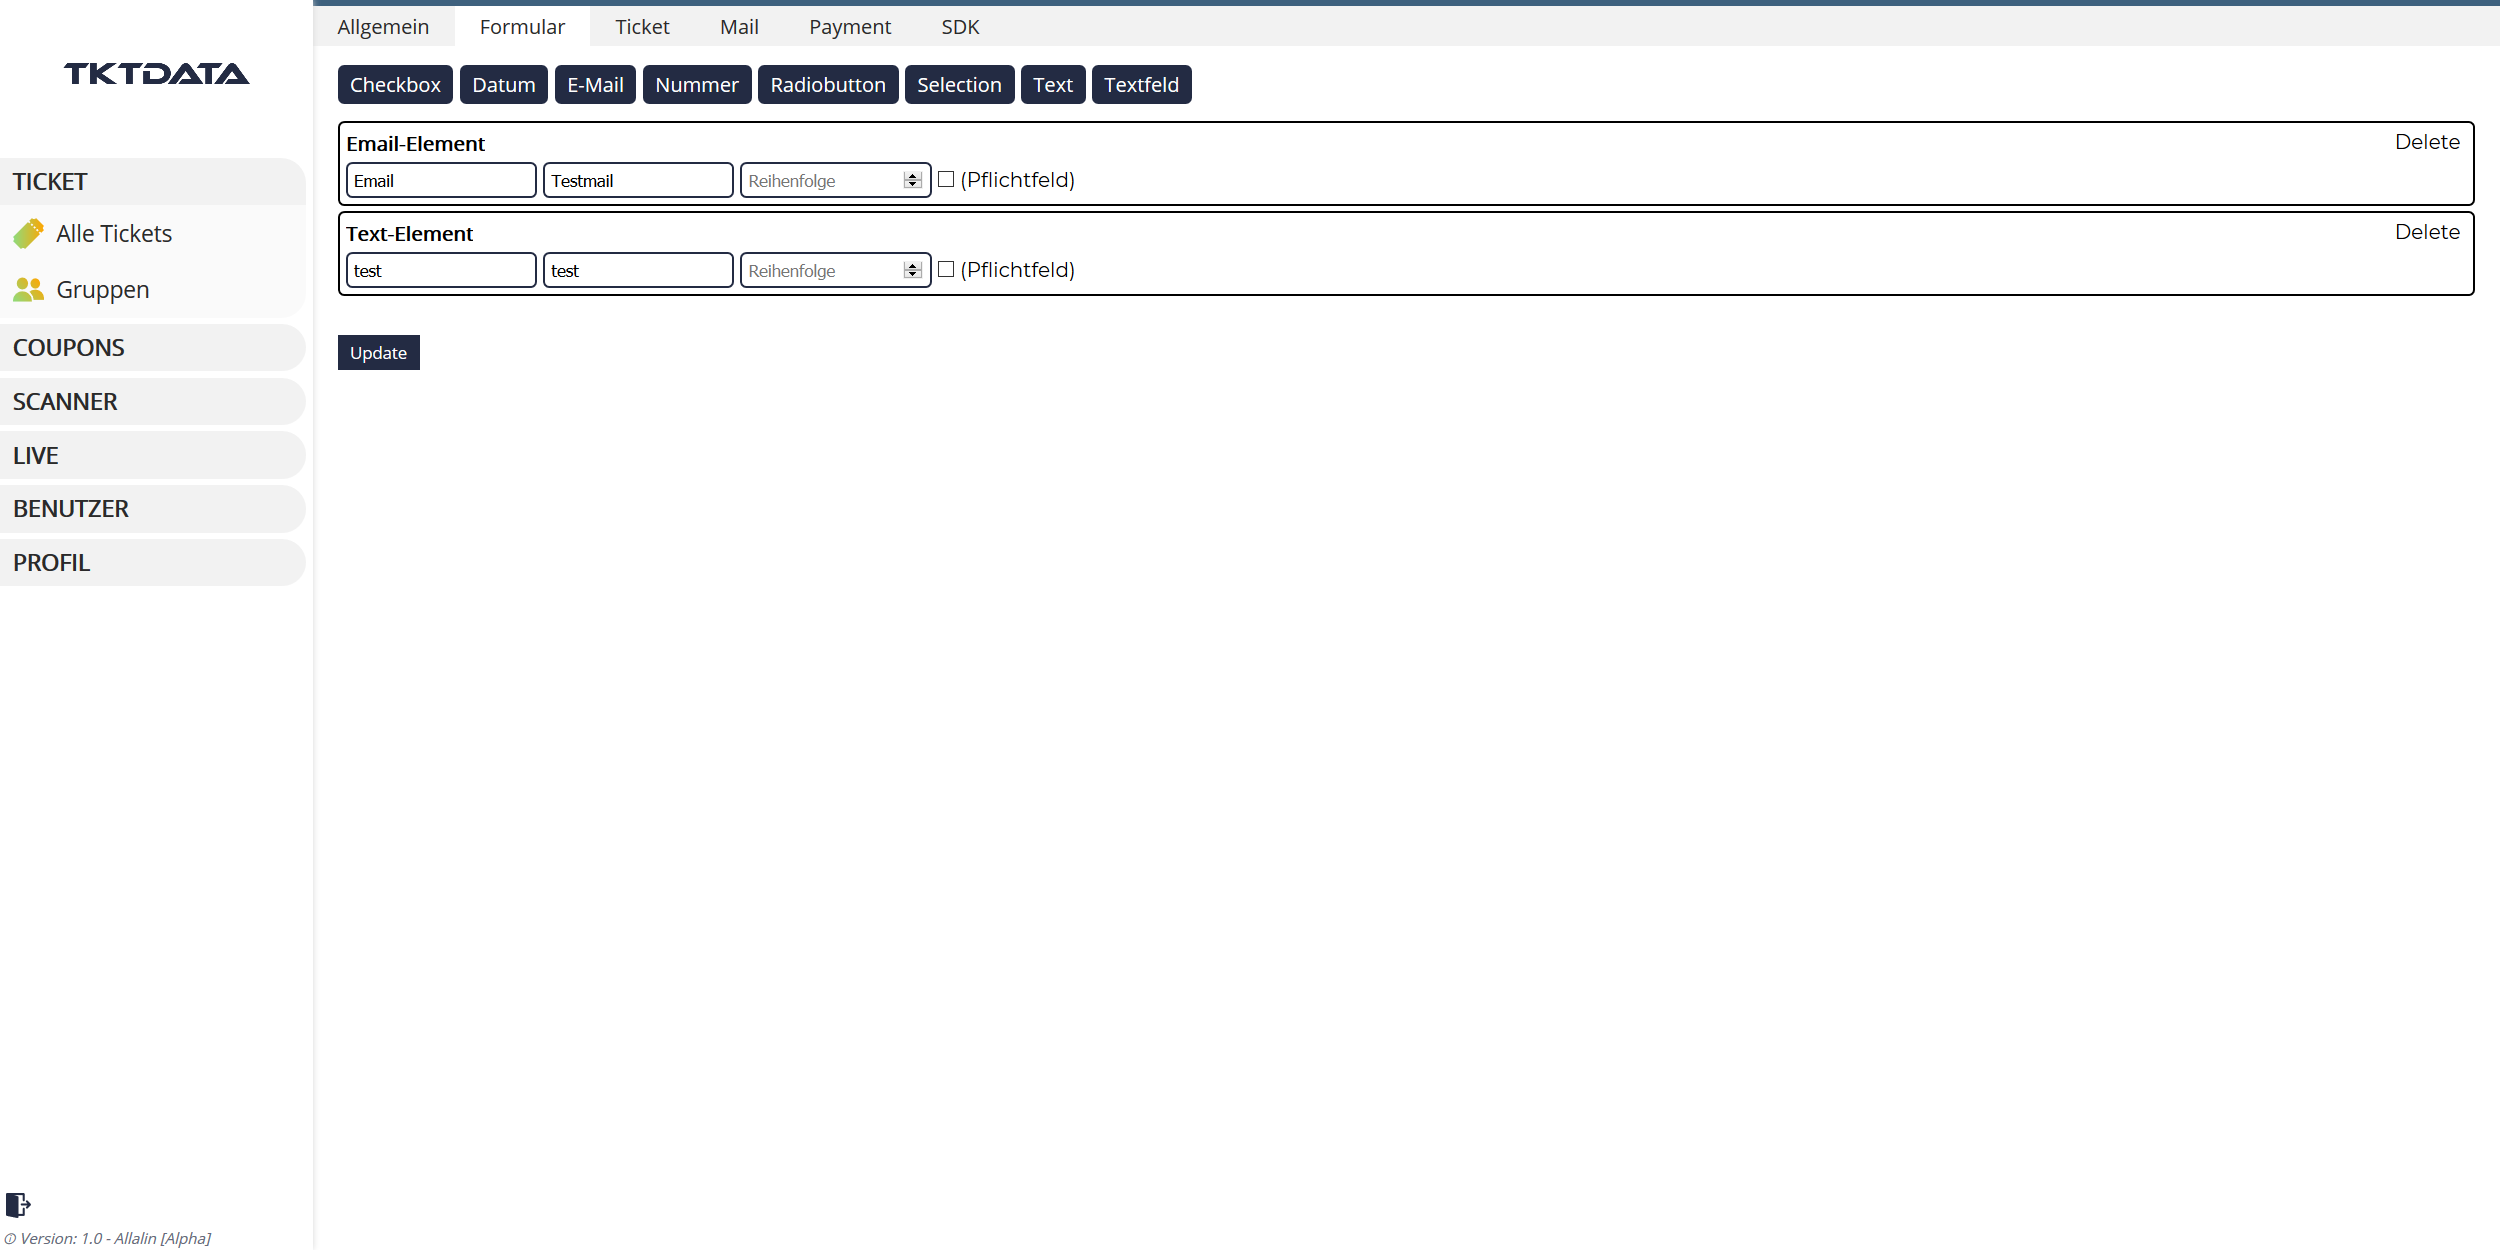 TKTDATA
TICKET
Alle Tickets
Gruppen
COUPONS
SCANNER
LIVE
BENUTZER
PROFIL
Version: 1.0 - Allalin [Alpha]
Allgemein Formular Ticket Mail Payment SDK
Checkbox Datum E-Mail Nummer Radiobutton Selection Text Textfeld
Email-Element Delete
Email Testmail Reihenfolge (Pflichtfeld)
Text-Element Delete
test test Reihenfolge (Pflichtfeld)
Update